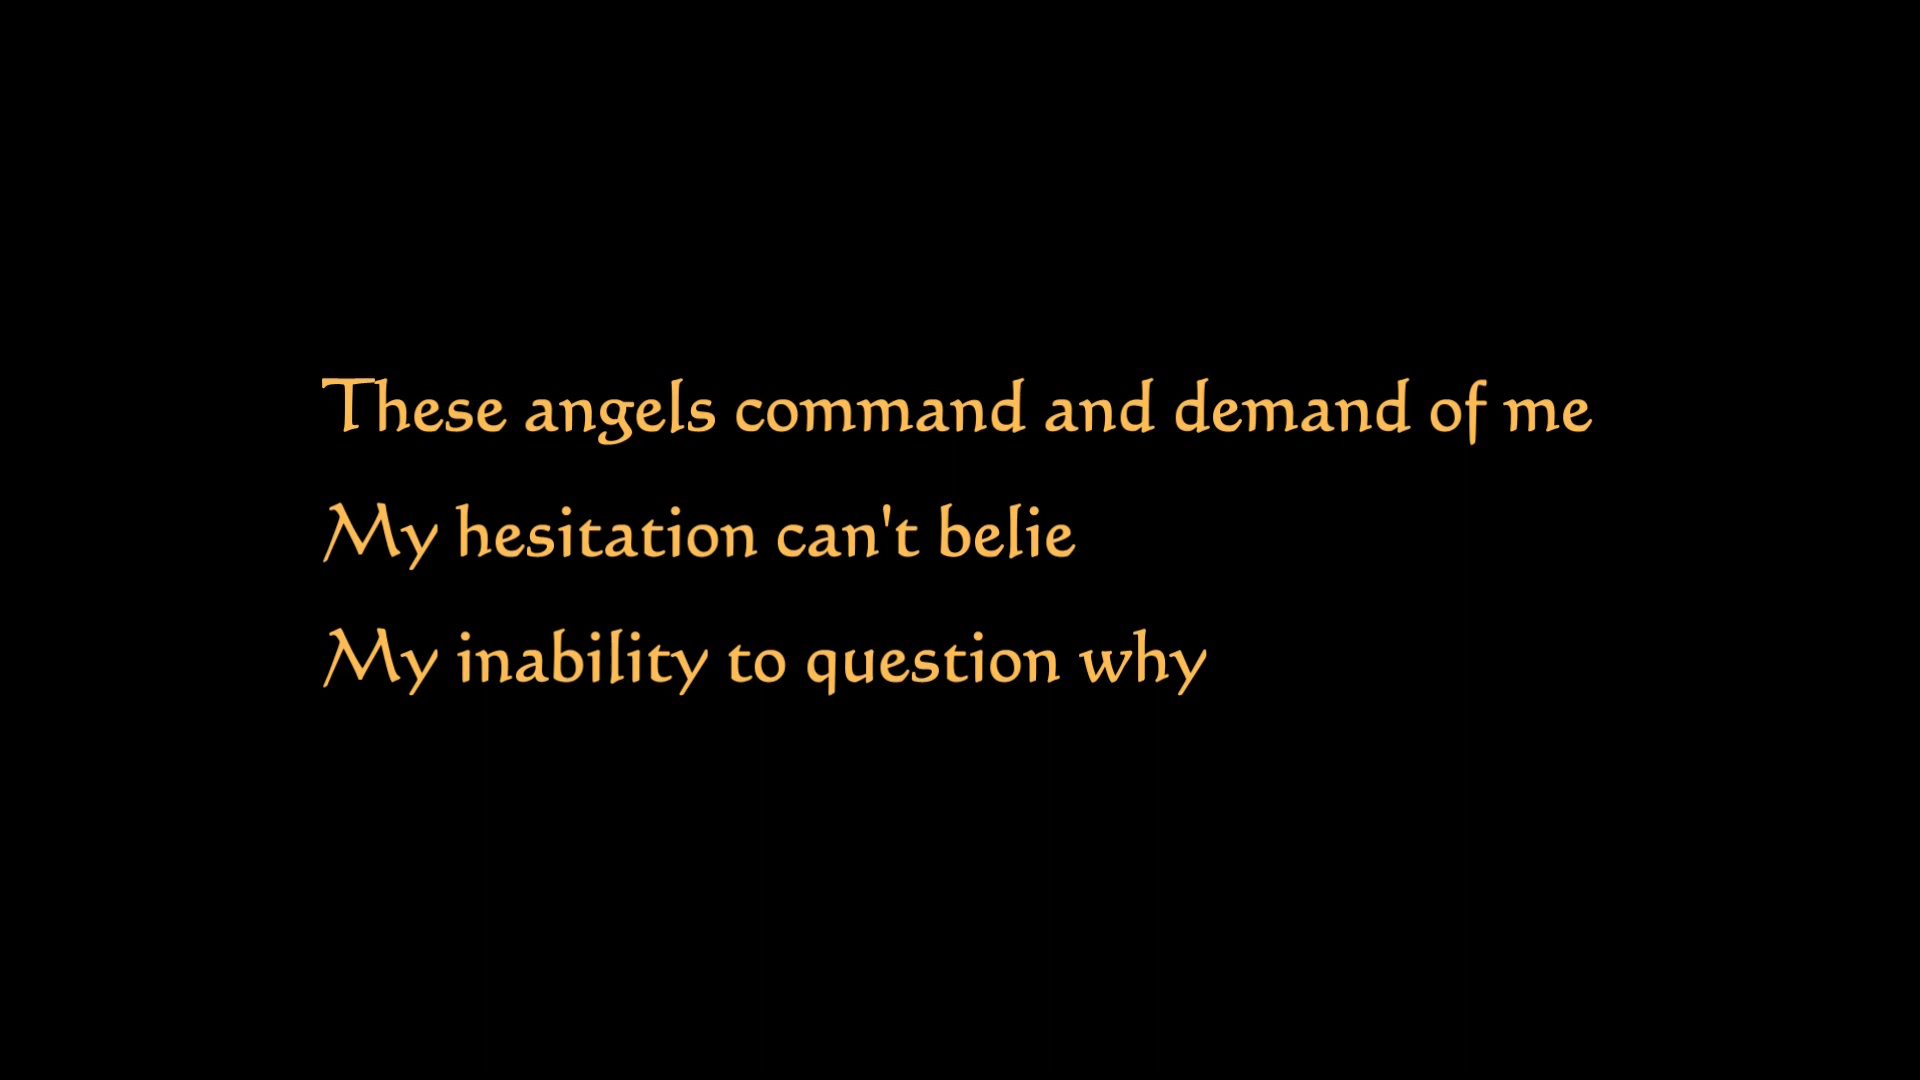 These angels command and demand of me
My hesitation can't belie
My inability to question why